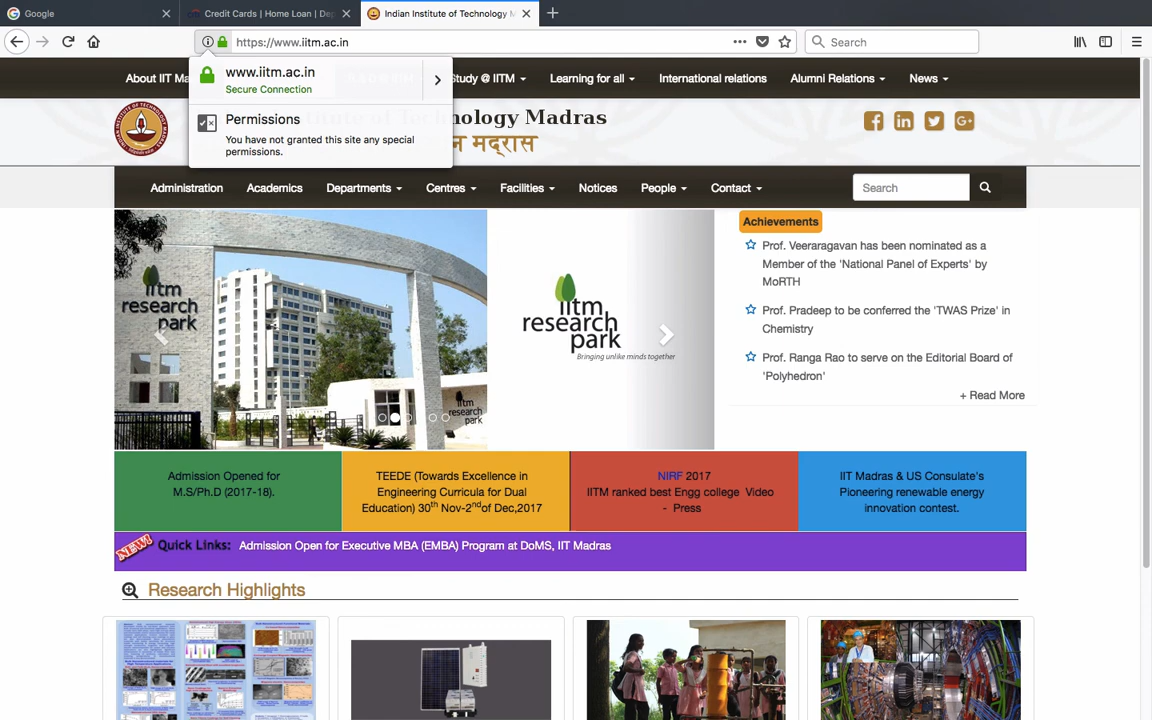 Google
Credit Cards | Home Loan | Dep
Indian Institute of Technology M
https://www.iitm.ac.in
Search
www.iitm.ac.in
Secure Connection
Permissions
You have not granted this site any special
permissions.
About IIT Ma
Study @ IITM
Learning for all
International relations
Alumni Relations
News
titute of Technology Madras
न मद्रास
Administration
Academics
Departments
Centres
Facilities
Notices
People
Contact
Search
iitm
research
park
iitm
research
park
iitm
research
park
Bringing unlike minds together
Achievements
Prof. Veeraragavan has been nominated as a
Member of the 'National Panel of Experts' by
MoRTH
Prof. Pradeep to be conferred the 'TWAS Prize' in
Chemistry
Prof. Ranga Rao to serve on the Editorial Board of
'Polyhedron'
+ Read More
Admission Opened for
M.S/Ph.D (2017-18).
TEEDE (Towards Excellence in
Engineering Curricula for Dual
Education) 30th Nov-2ndof Dec,2017
NIRF 2017
IITM ranked best Engg college Video
- Press
IIT Madras & US Consulate's
Pioneering renewable energy
innovation contest.
NEW!
Quick Links:
Admission Open for Executive MBA (EMBA) Program at DoMS, IIT Madras
Research Highlights